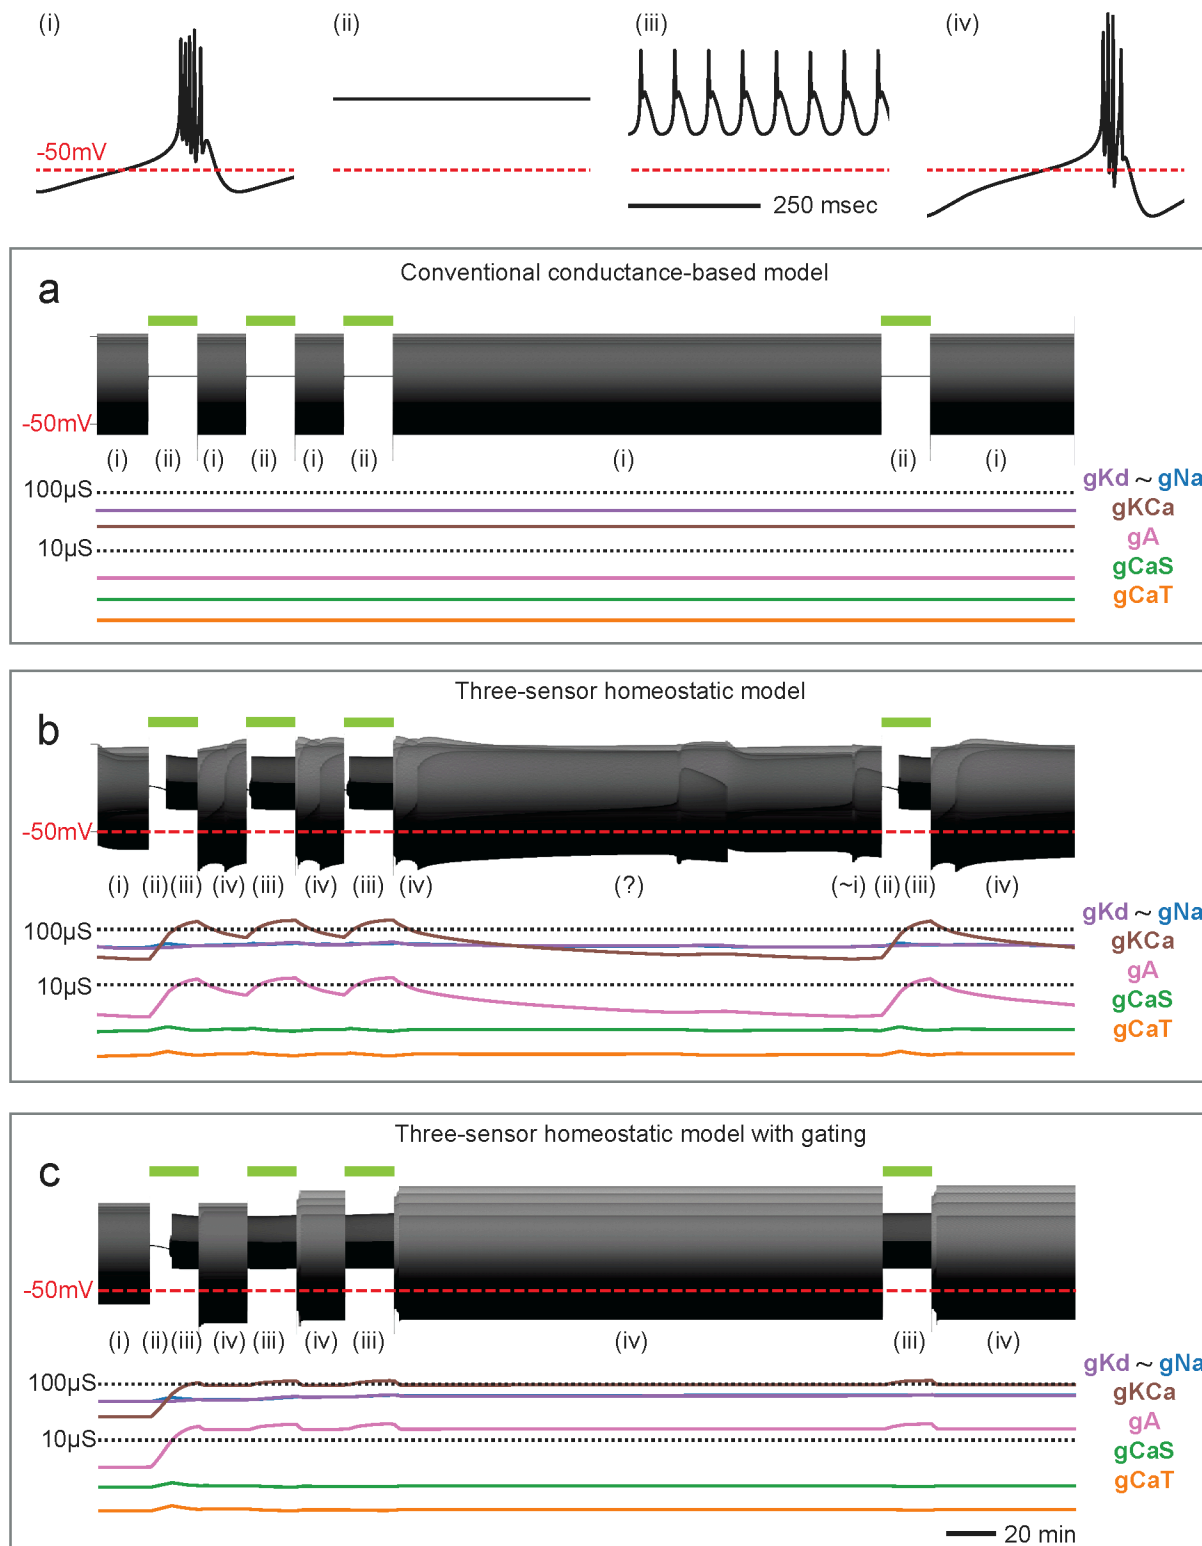 (i) (ii) (iii) (iv)
-50mV
250 msec
a Conventional conductance-based model
-50mV
(i) (ii) (i) (ii) (i) (ii) (i) (ii) (i)
100µS
gKd ~ gNa
gKCa
10µS
gA
gCaS
gCaT
Three-sensor homeostatic model
b
-50mV
(i) (ii) (iii) (iv) (iii) (iv) (iii) (iv) (?) (~i) (ii) (iii) (iv)
100µS
gKd ~ gNa
gKCa
10µS
gA
gCaS
gCaT
Three-sensor homeostatic model with gating
c
-50mV
(i) (ii) (iii) (iv) (iii) (iv) (iii) (iv) (iii) (iv)
100µS
gKd ~ gNa
gKCa
10µS
gA
gCaS
gCaT
20 min